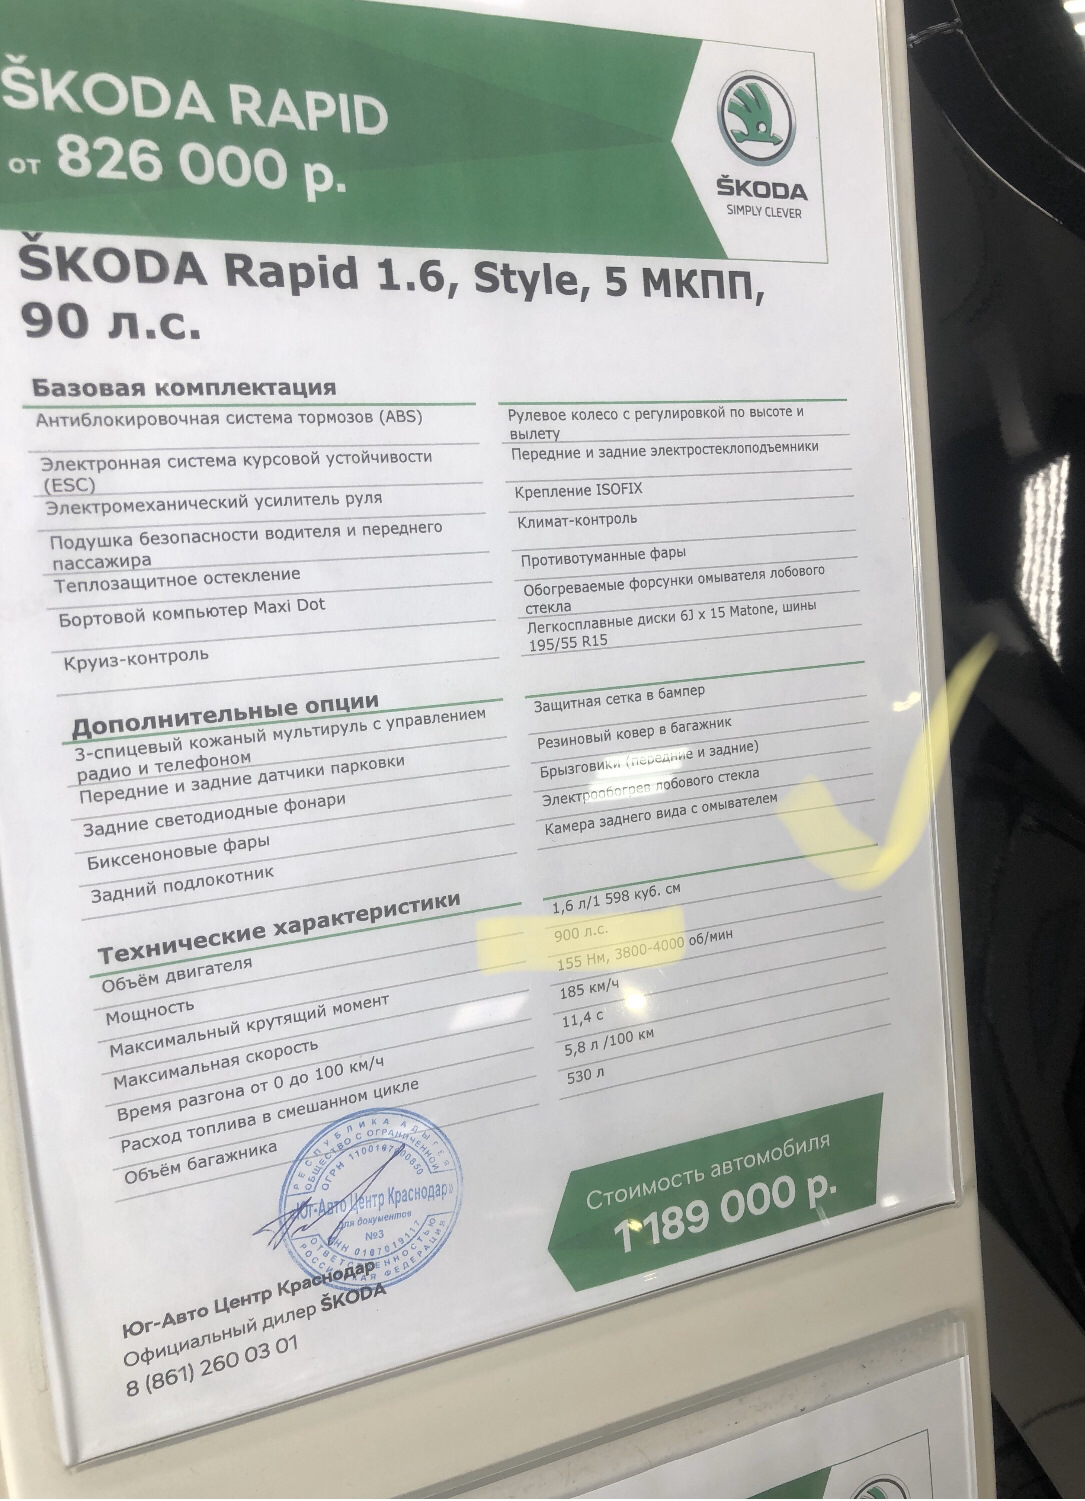 ŠKODA RAPID
от 826 000 р.
ŠKODA
SIMPLY CLEVER
ŠKODA Rapid 1.6, Style, 5 МКПП,
90 л.с.
Базовая комплектация
Антиблокировочная система тормозов (ABS)
Электронная система курсовой устойчивости
(ESC)
Электромеханический усилитель руля
Подушка безопасности водителя и переднего
пассажира
Теплозащитное остекление
Бортовой компьютер Maxi Dot
Круиз-контроль
Рулевое колесо с регулировкой по высоте и
вылету
Передние и задние электростеклоподъемники
Крепление ISOFIX
Климат-контроль
Противотуманные фары
Обогреваемые форсунки омывателя лобового
стекла
Легкосплавные диски 6J x 15 Matone, шины
195/55 R15
Дополнительные опции
3-спицевый кожаный мультируль с управлением
радио и телефоном
Передние и задние датчики парковки
Задние светодиодные фонари
Биксеноновые фары
Задний подлокотник
Защитная сетка в бампер
Резиновый ковер в багажник
Брызговики (передние и задние)
Электрообогрев лобового стекла
Камера заднего вида с омывателем
Технические характеристики
Объём двигателя
1,6 л/1 598 куб. см
Мощность
900 л.с.
Максимальный крутящий момент
155 Нм, 3800-4000 об/мин
Максимальная скорость
185 км/ч
Время разгона от 0 до 100 км/ч
11,4 с
Расход топлива в смешанном цикле
5,8 л /100 км
Объём багажника
530 л
РЕСПУБЛИКА АДЫГЕЯ
ОБЩЕСТВО С ОГРАНИЧЕННОЙ
Юг-Авто Центр Краснодар»
для документов
№3
ОТВЕТСТВЕННОСТЬЮ
РОССИЙСКАЯ ФЕДЕРАЦИЯ
Стоимость автомобиля
1 189 000 р.
Юг-Авто Центр Краснодар
Официальный дилер ŠKODA
8 (861) 260 03 01